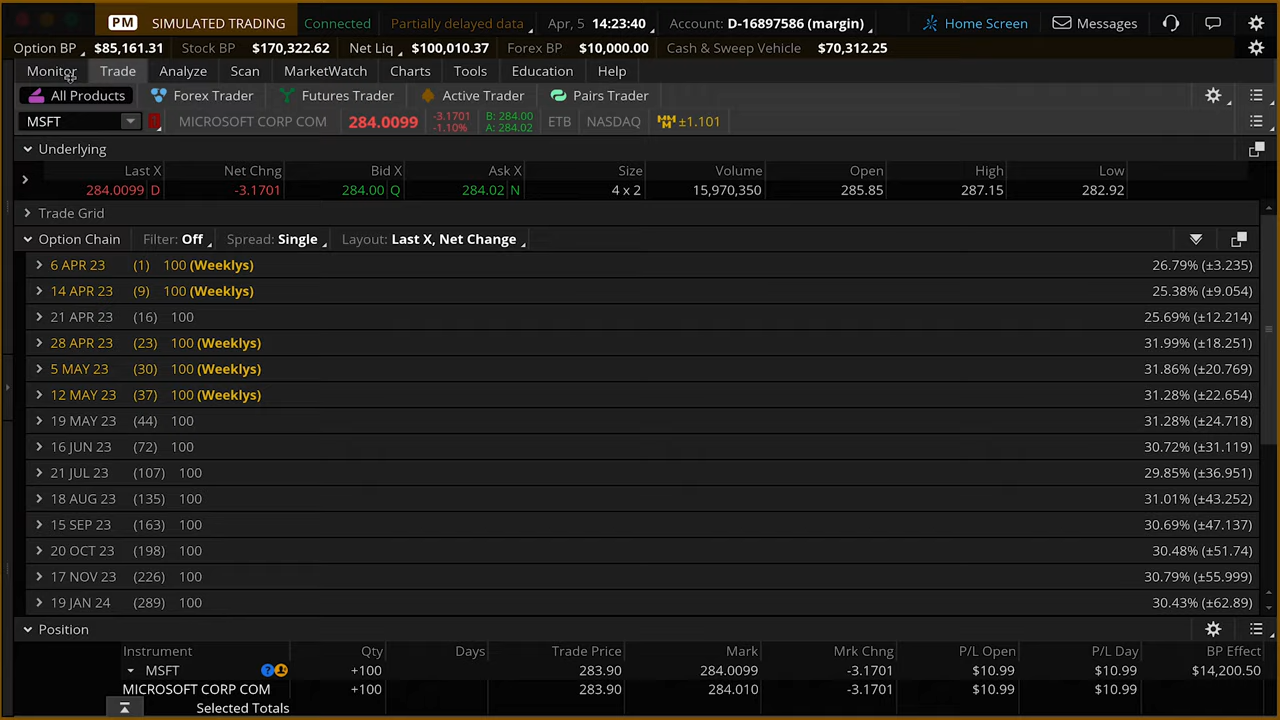 PM SIMULATED TRADING Connected Partially delayed data Apr, 5 14:23:40 Account: D-16897586 (margin) Home Screen Messages
Option BP $85,161.31 Stock BP $170,322.62 Net Liq $100,010.37 Forex BP $10,000.00 Cash & Sweep Vehicle $70,312.25
Monitor Trade Analyze Scan MarketWatch Charts Tools Education Help
All Products Forex Trader Futures Trader Active Trader Pairs Trader
MSFT MICROSOFT CORP COM 284.0099 -3.1701 B: 284.00 ETB NASDAQ ±1.101
-1.10% A: 284.02
Underlying
Last X Net Chng Bid X Ask X Size Volume Open High Low
284.0099 D -3.1701 284.00 Q 284.02 N 4 x 2 15,970,350 285.85 287.15 282.92
Trade Grid
Option Chain Filter: Off Spread: Single Layout: Last X, Net Change
6 APR 23 (1) 100 (Weeklys) 26.79% (±3.235)
14 APR 23 (9) 100 (Weeklys) 25.38% (±9.054)
21 APR 23 (16) 100 25.69% (±12.214)
28 APR 23 (23) 100 (Weeklys) 31.99% (±18.251)
5 MAY 23 (30) 100 (Weeklys) 31.86% (±20.769)
12 MAY 23 (37) 100 (Weeklys) 31.28% (±22.654)
19 MAY 23 (44) 100 31.28% (±24.718)
16 JUN 23 (72) 100 30.72% (±31.119)
21 JUL 23 (107) 100 29.85% (±36.951)
18 AUG 23 (135) 100 31.01% (±43.252)
15 SEP 23 (163) 100 30.69% (±47.137)
20 OCT 23 (198) 100 30.48% (±51.74)
17 NOV 23 (226) 100 30.79% (±55.999)
19 JAN 24 (289) 100 30.43% (±62.89)
Position
Instrument Qty Days Trade Price Mark Mrk Chng P/L Open P/L Day BP Effect
MSFT +100 283.90 284.0099 -3.1701 $10.99 $10.99 $14,200.50
MICROSOFT CORP COM +100 283.90 284.010 -3.1701 $10.99 $10.99
Selected Totals